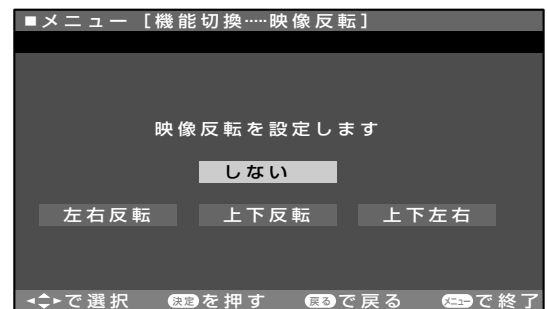 ■メニュー [機能切換……映像反転]
映像反転を設定します
しない
左右反転 上下反転 上下左右
で選択 決定を押す 戻るで戻る メニューで終了